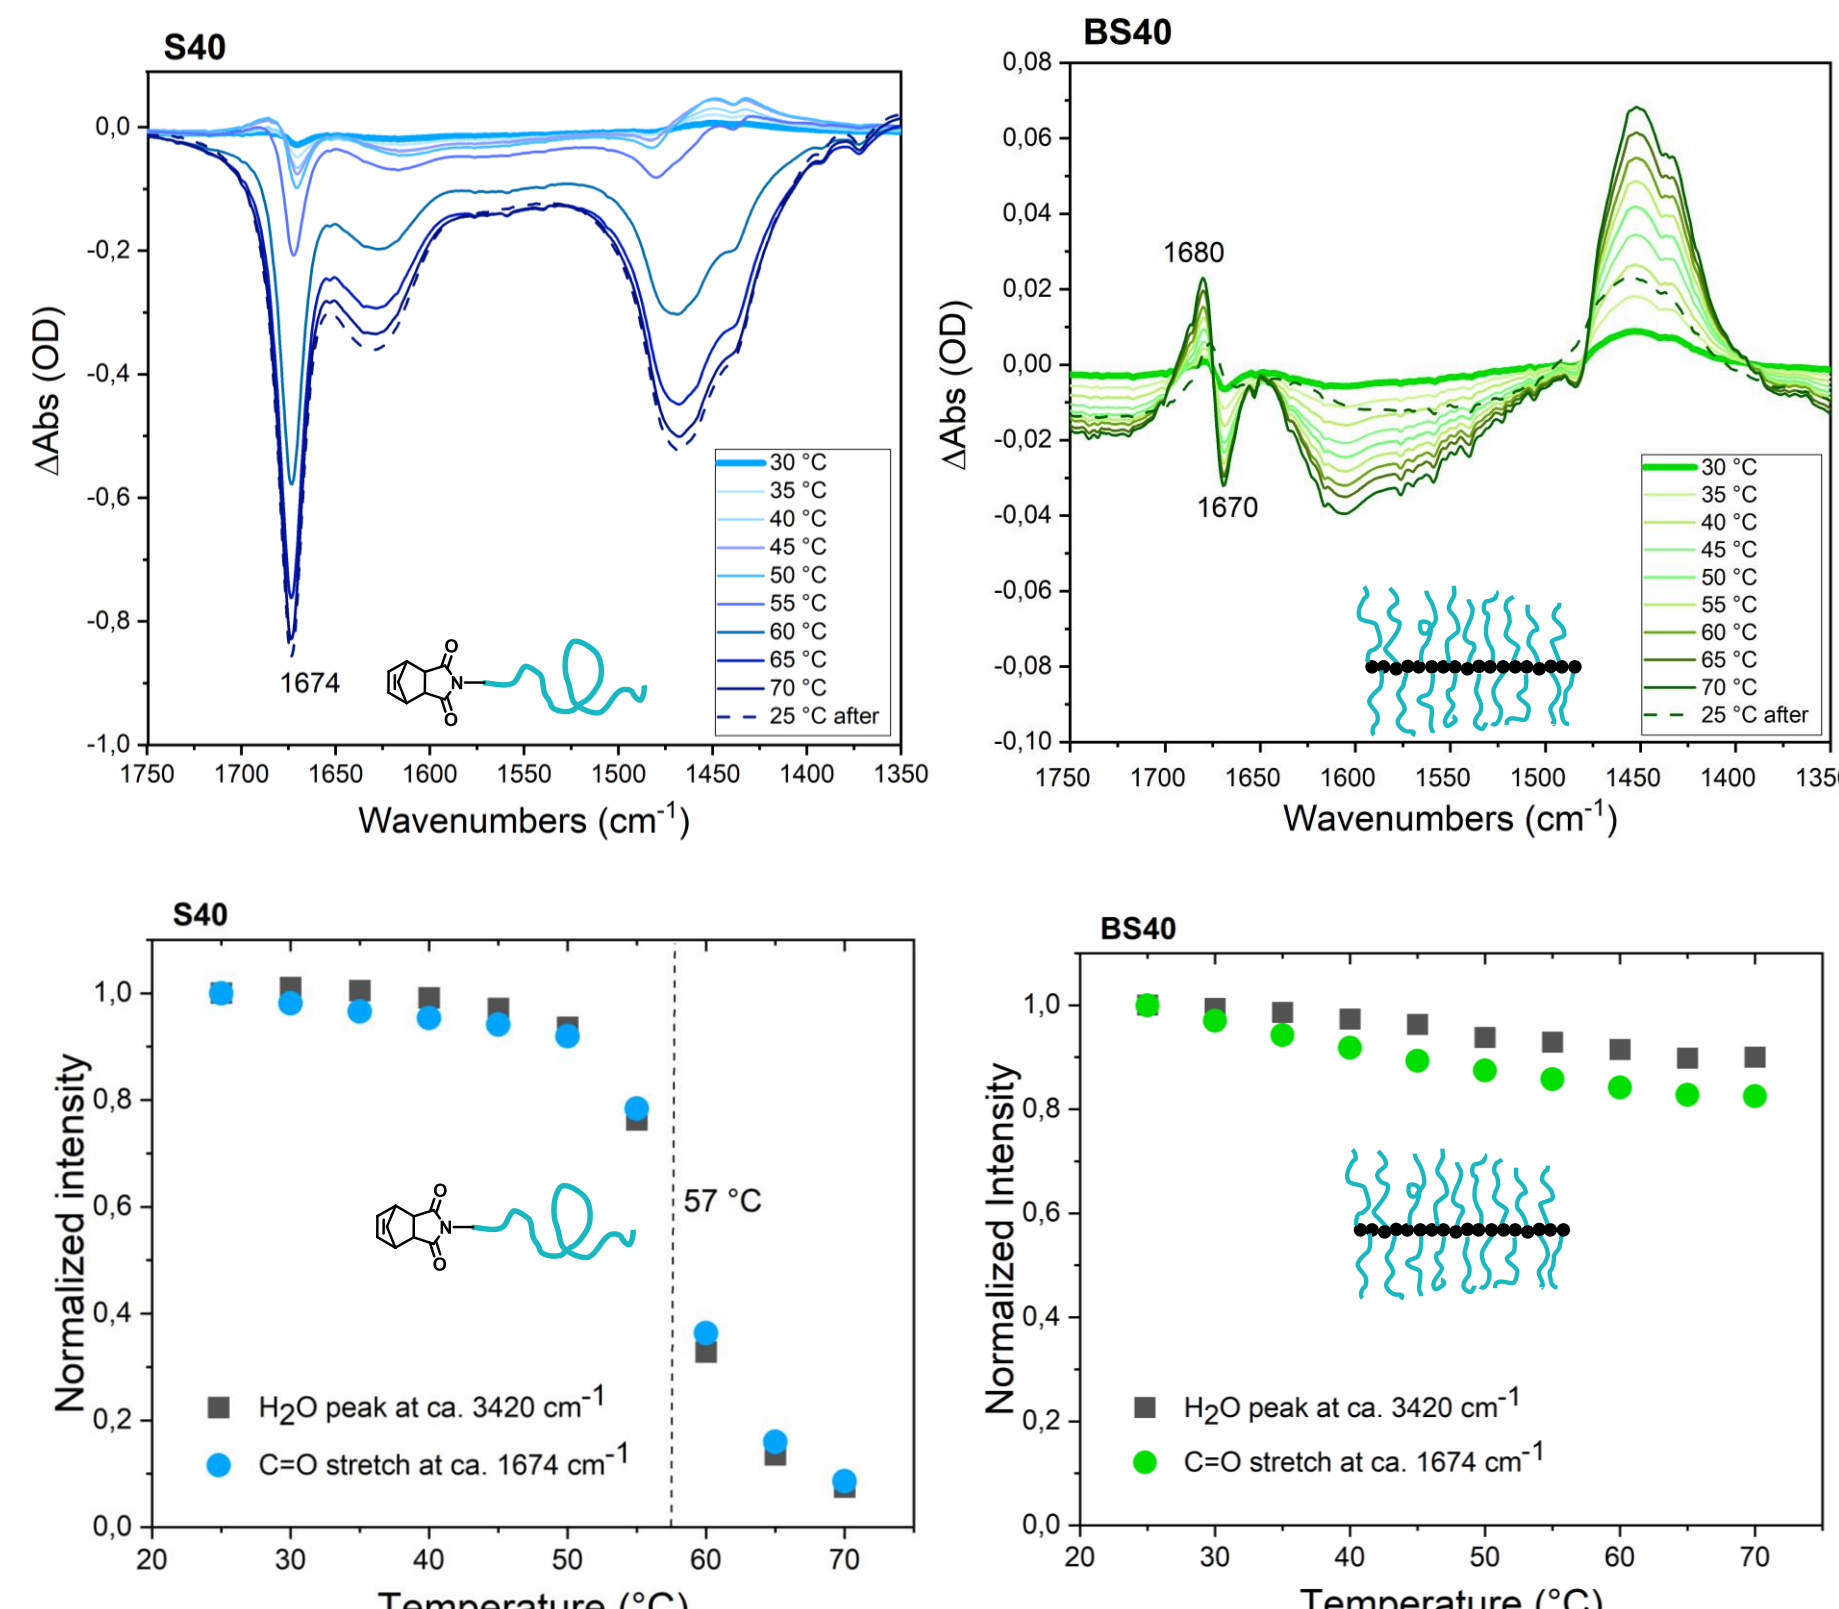 S40
0,0
-0,2
-0,4
-0,6
-0,8
-1,0
ΔAbs (OD)
1750 1700 1650 1600 1550 1500 1450 1400 1350
Wavenumbers (cm⁻¹)
1674
O
N
O
30 °C
35 °C
40 °C
45 °C
50 °C
55 °C
60 °C
65 °C
70 °C
25 °C after
BS40
0,08
0,06
0,04
0,02
0,00
-0,02
-0,04
-0,06
-0,08
-0,10
ΔAbs (OD)
1750 1700 1650 1600 1550 1500 1450 1400
Wavenumbers (cm⁻¹)
1680
1670
30 °C
35 °C
40 °C
45 °C
50 °C
55 °C
60 °C
65 °C
70 °C
25 °C after
S40
1,0
0,8
0,6
0,4
0,2
0,0
Normalized intensity
20 30 40 50 60 70
Temperature (°C)
57 °C
O
N
O
H₂O peak at ca. 3420 cm⁻¹
C=O stretch at ca. 1674 cm⁻¹
BS40
1,0
0,8
0,6
0,4
0,2
0,0
Normalized Intensity
20 30 40 50 60 70
Temperature (°C)
H₂O peak at ca. 3420 cm⁻¹
C=O stretch at ca. 1674 cm⁻¹